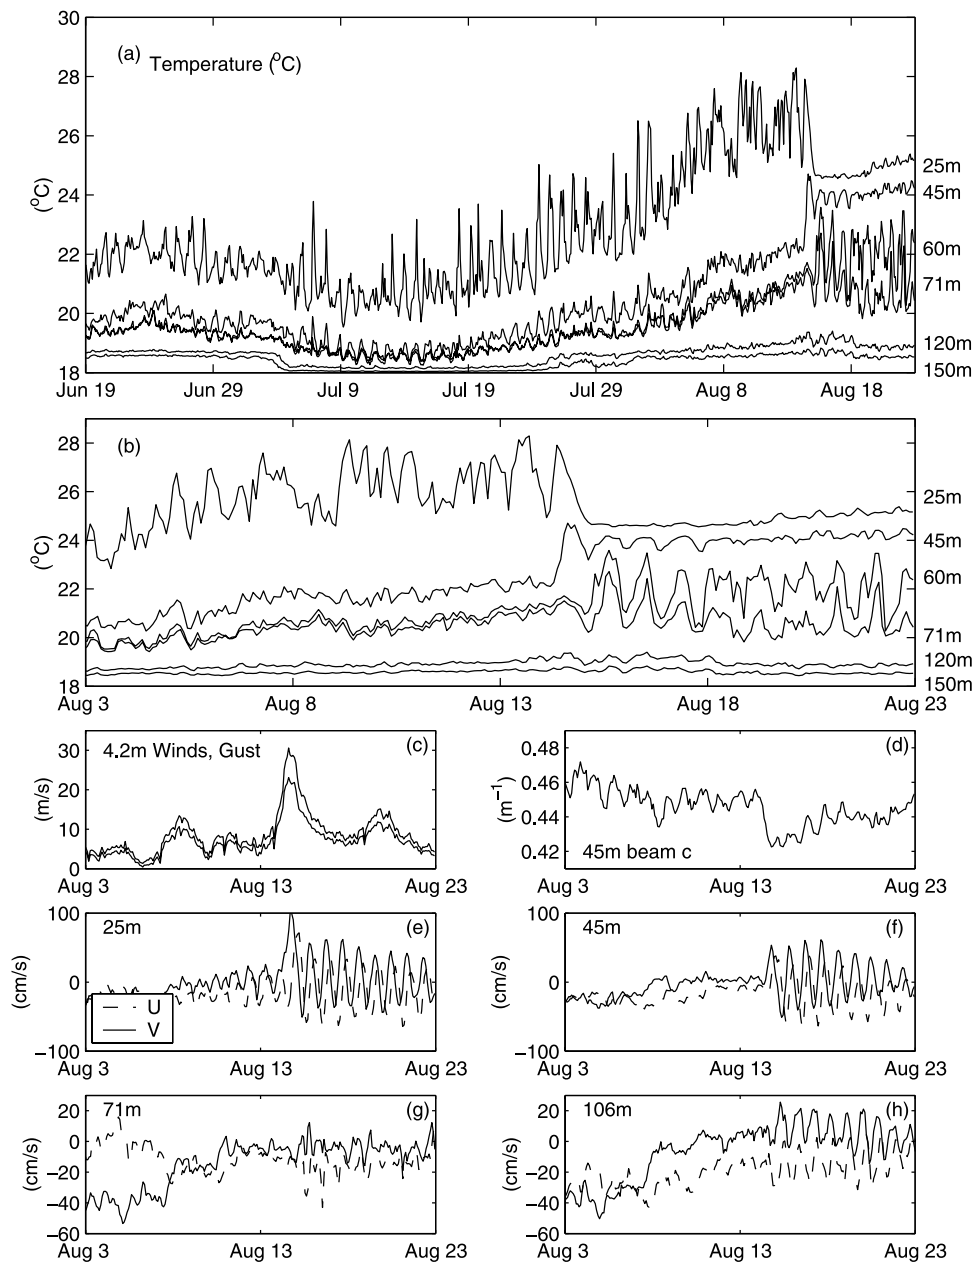 30
(a) Temperature (°C)
28
26
(°C)
24
22
20
18
25m
45m
60m
71m
120m
150m
Jun 19 Jun 29 Jul 9 Jul 19 Jul 29 Aug 8 Aug 18
(b)
28
26
(°C)
24
22
20
18
25m
45m
60m
71m
120m
150m
Aug 3 Aug 8 Aug 13 Aug 18 Aug 23
4.2m Winds, Gust (c)
30
20
10
0
(m/s)
Aug 3 Aug 13 Aug 23
(d)
0.48
0.46
0.44
0.42
(m⁻¹)
45m beam c
Aug 3 Aug 13 Aug 23
25m (e)
100
0
−100
(cm/s)
U
V
Aug 3 Aug 13 Aug 23
45m (f)
100
0
−100
(cm/s)
Aug 3 Aug 13 Aug 23
71m (g)
20
0
−20
−40
−60
(cm/s)
Aug 3 Aug 13 Aug 23
106m (h)
20
0
−20
−40
−60
(cm/s)
Aug 3 Aug 13 Aug 23